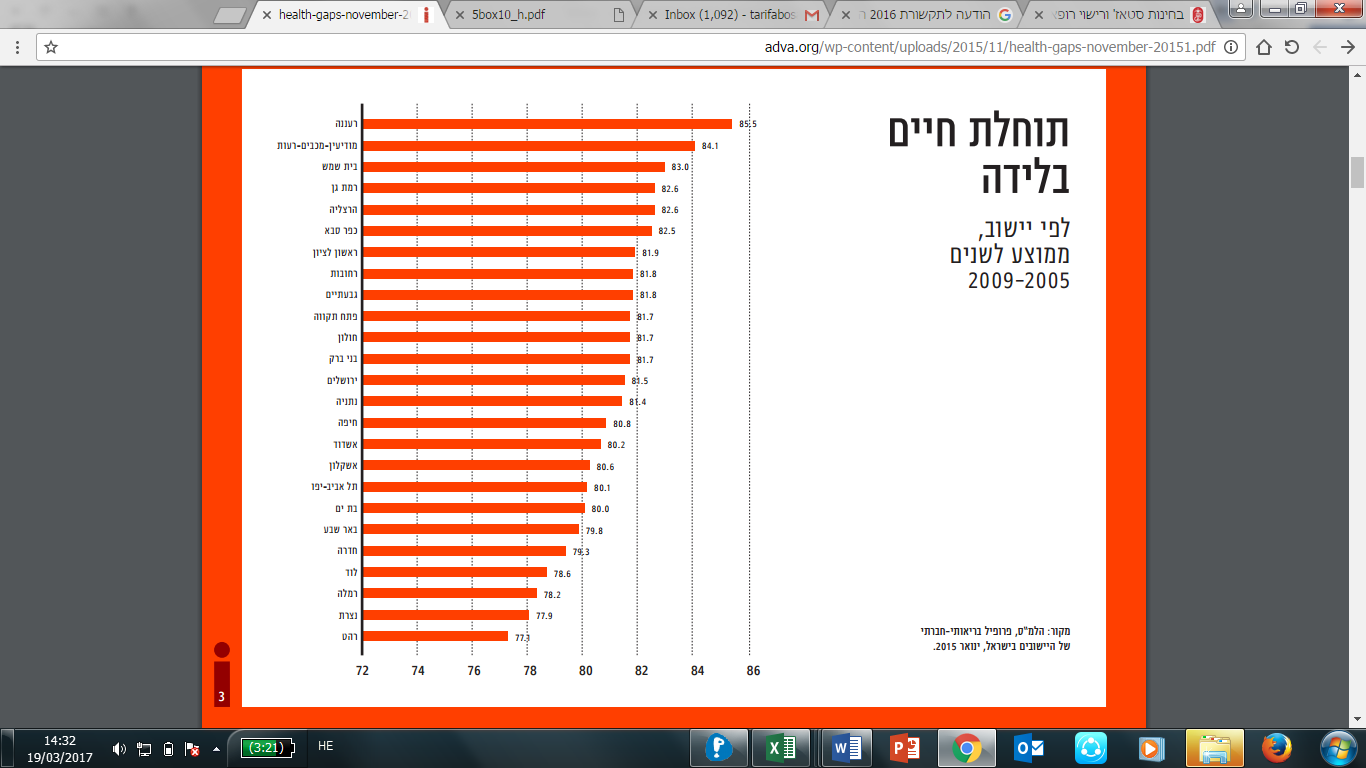 health-gaps-november-2
5box10_h.pdf
Inbox (1,092) - tarifabos
הודעה לתקשורת 2016 ה
בחינות סטאז' ורישוי רופא
adva.org/wp-content/uploads/2015/11/health-gaps-november-20151.pdf
תוחלת חיים
בלידה
לפי יישוב,
ממוצע לשנים
2009-2005
רעננה 85.5
מודיעין-מכבים-רעות 84.1
בית שמש 83.0
רמת גן 82.6
הרצליה 82.6
כפר סבא 82.5
ראשון לציון 81.9
רחובות 81.8
גבעתיים 81.8
פתח תקווה 81.7
חולון 81.7
בני ברק 81.7
ירושלים 81.5
נתניה 81.4
חיפה 80.8
אשדוד 80.2
אשקלון 80.6
תל אביב-יפו 80.1
בת ים 80.0
באר שבע 79.8
חדרה 79.3
לוד 78.6
רמלה 78.2
נצרת 77.9
רהט 77.1
72 74 76 78 80 82 84 86
מקור: הלמ"ס, פרופיל בריאותי-חברתי
של היישובים בישראל, ינואר 2015.
3
14:32
19/03/2017
(3:21)
HE